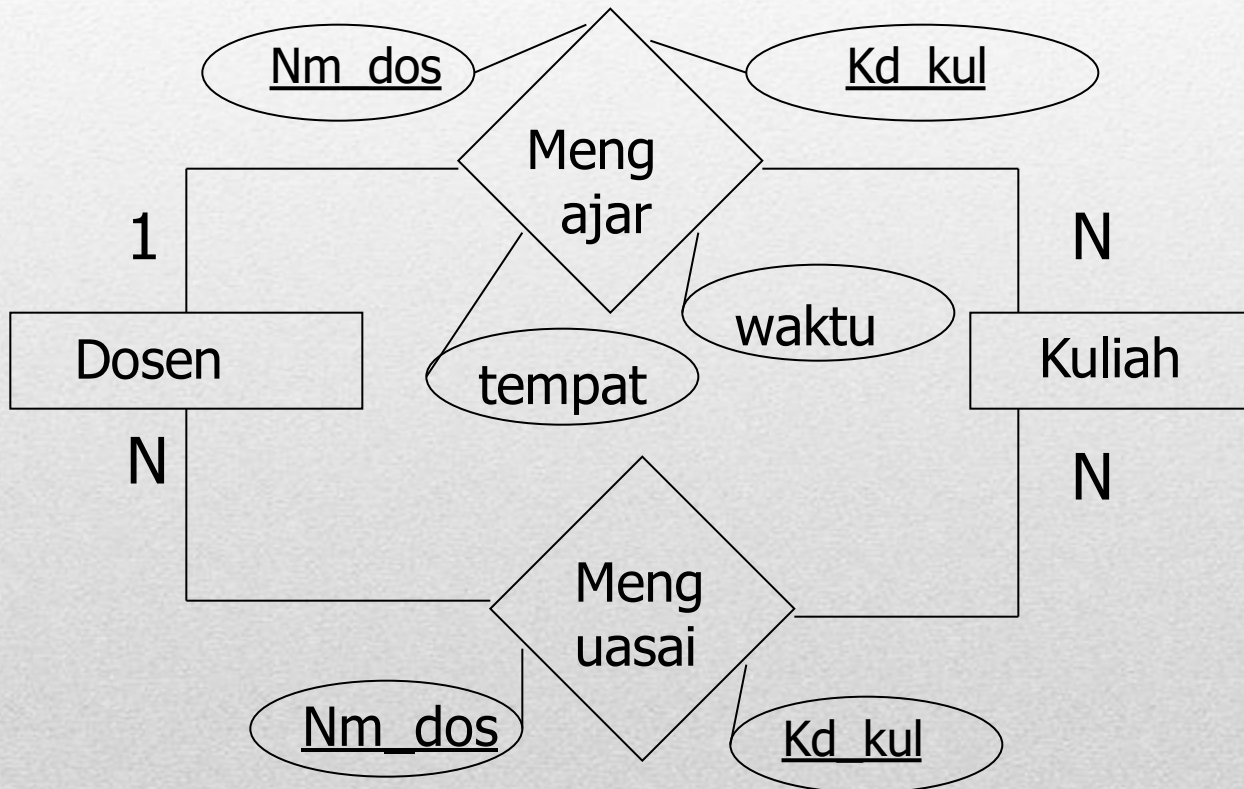 Nm_dos
Kd_kul
Meng
ajar
1
N
waktu
Dosen
tempat
Kuliah
N
N
Meng
uasai
Nm_dos
Kd_kul